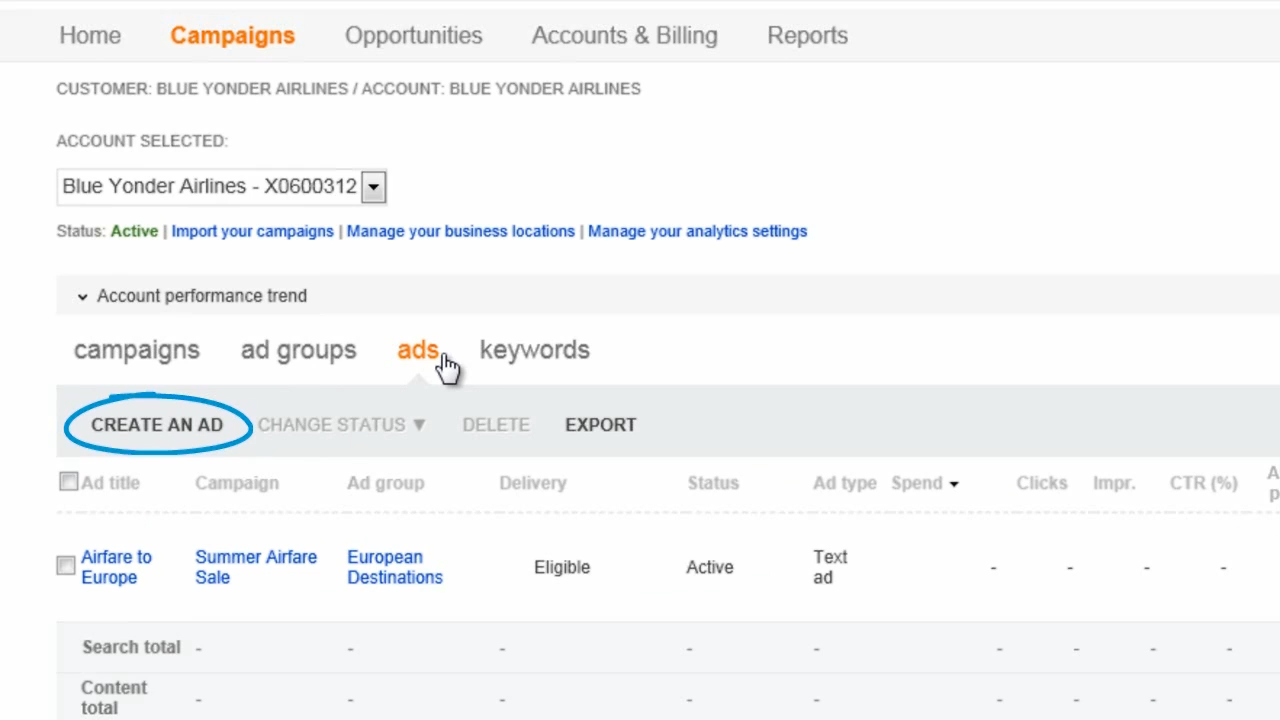 Home Campaigns Opportunities Accounts & Billing Reports
CUSTOMER: BLUE YONDER AIRLINES / ACCOUNT: BLUE YONDER AIRLINES
ACCOUNT SELECTED:
Blue Yonder Airlines - X0600312
Status: Active | Import your campaigns | Manage your business locations | Manage your analytics settings
Account performance trend
campaigns ad groups ads keywords
CREATE AN AD CHANGE STATUS ▼ DELETE EXPORT
Ad title Campaign Ad group Delivery Status Ad type Spend Clicks Impr. CTR (%)
Airfare to Summer Airfare European Text
Eligible Active - - - -
Europe Sale Destinations ad
Search total - - - - - - - - -
Content
total - - - - - - - - -